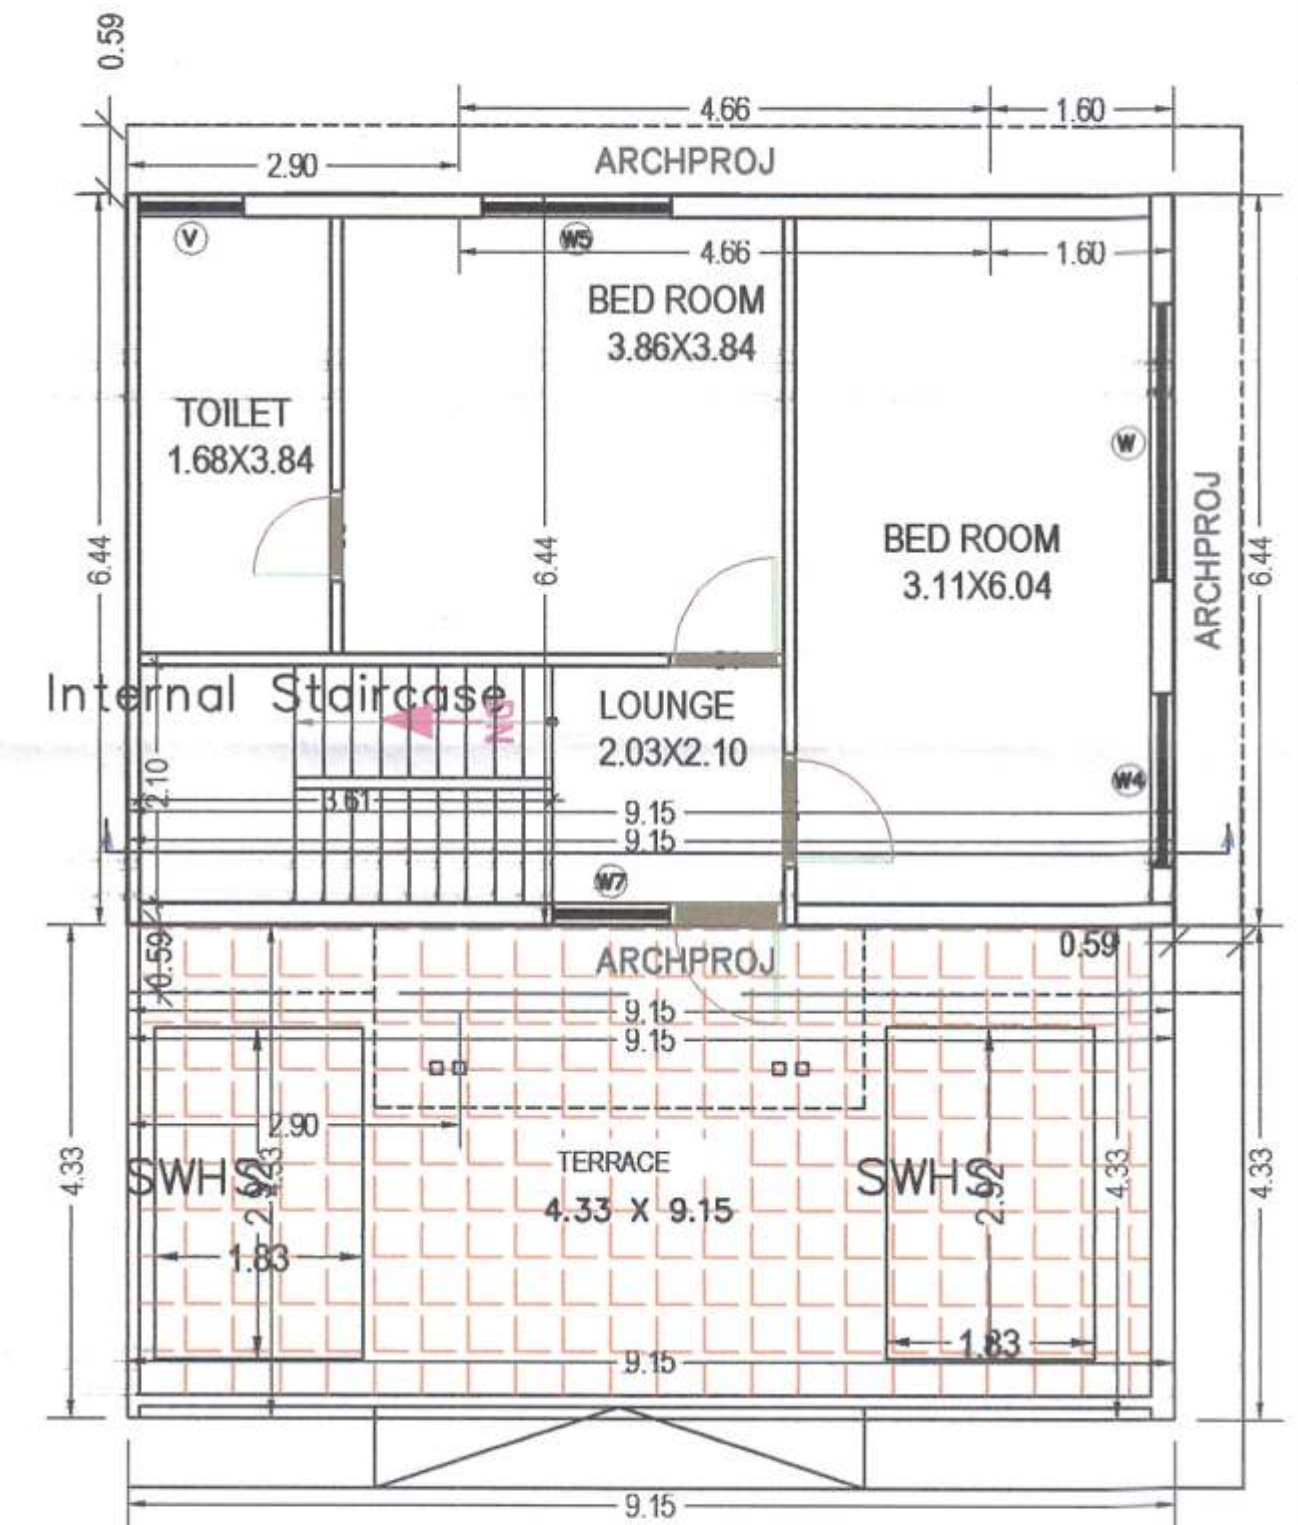 0.59
4.66
1.60
2.90
ARCHPROJ
V
W5
4.66
1.60
BED ROOM
3.86X3.84
TOILET
1.68X3.84
W
ARCHPROJ
BED ROOM
3.11X6.04
6.44
6.44
6.44
Internal Staircase
DN
LOUNGE
2.03X2.10
2.10
3.61
W4
9.15
9.15
W7
0.59
ARCHPROJ
0.59
9.15
9.15
2.90
SWHS
2.92
4.33
TERRACE
4.33 X 9.15
SWHS
2.92
4.33
4.33
4.33
1.83
1.83
9.15
9.15